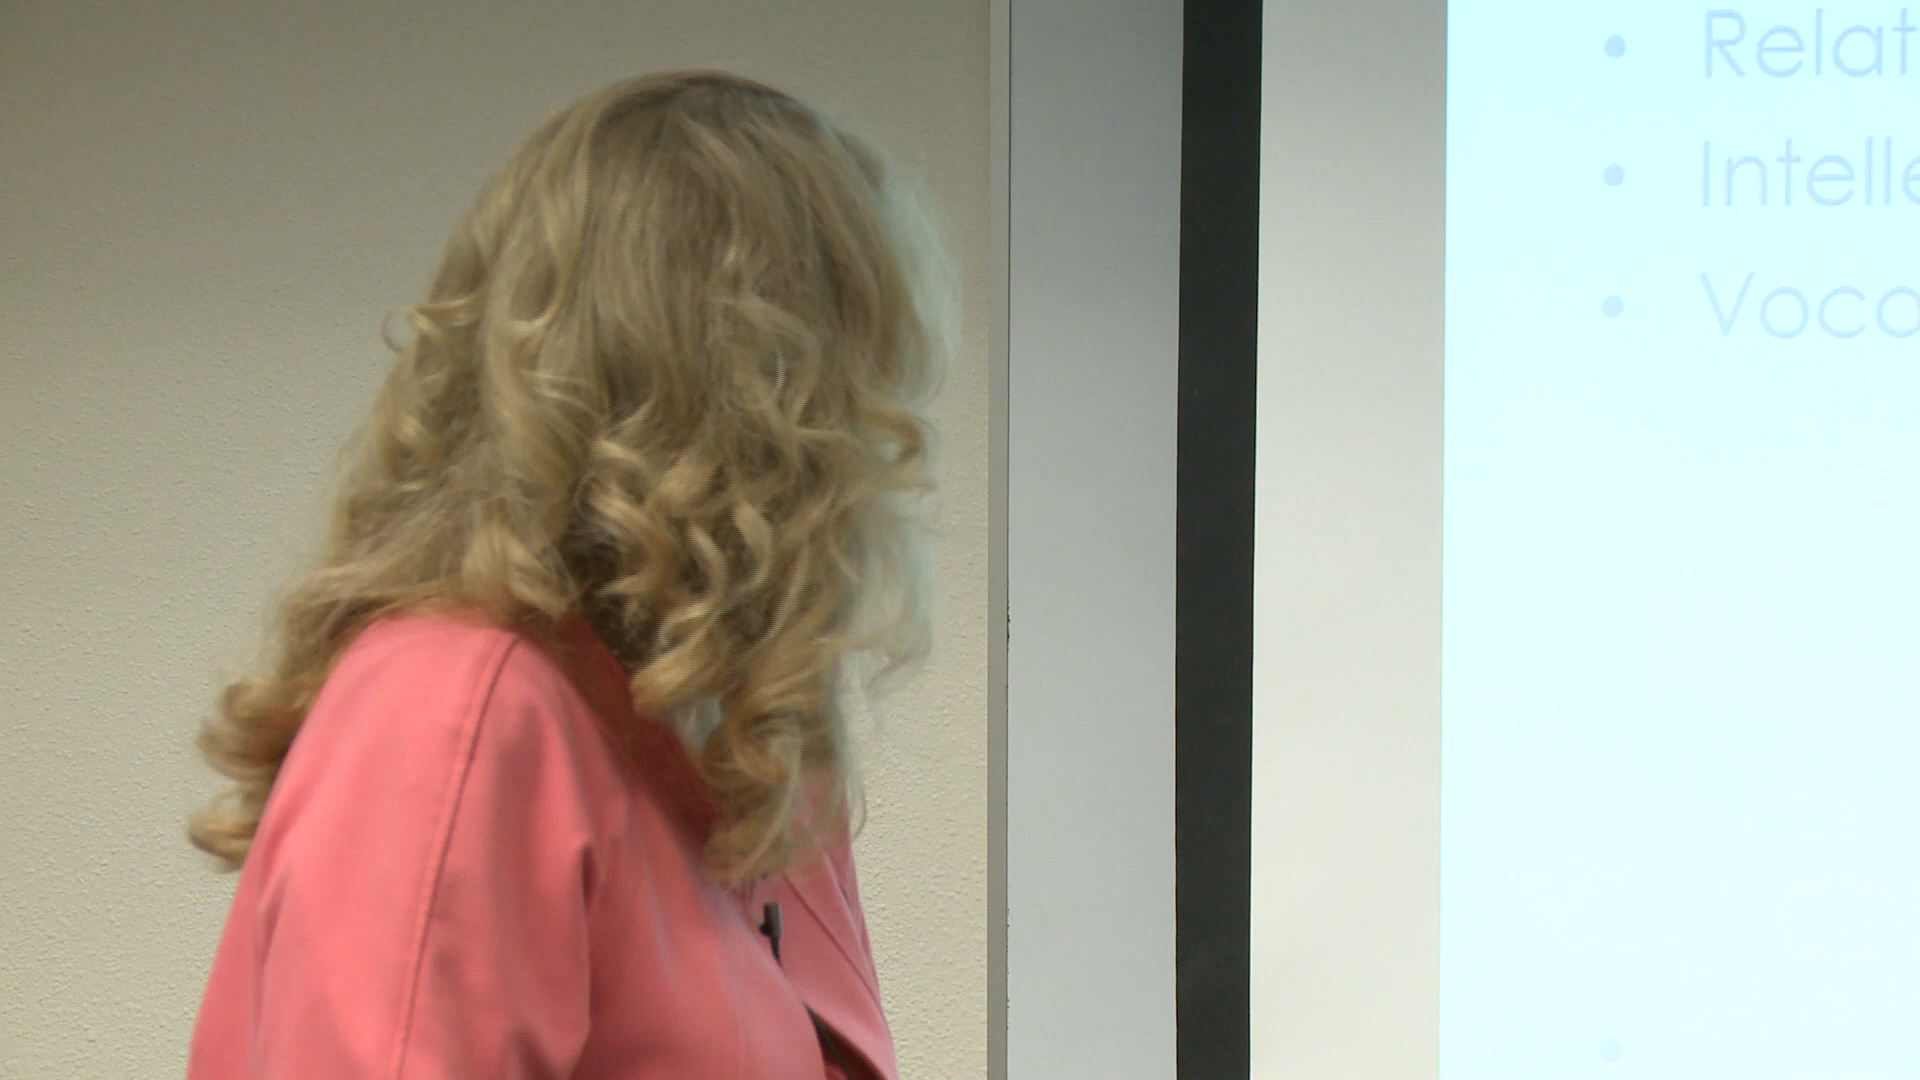 • Relat
• Intelle
• Voca
•